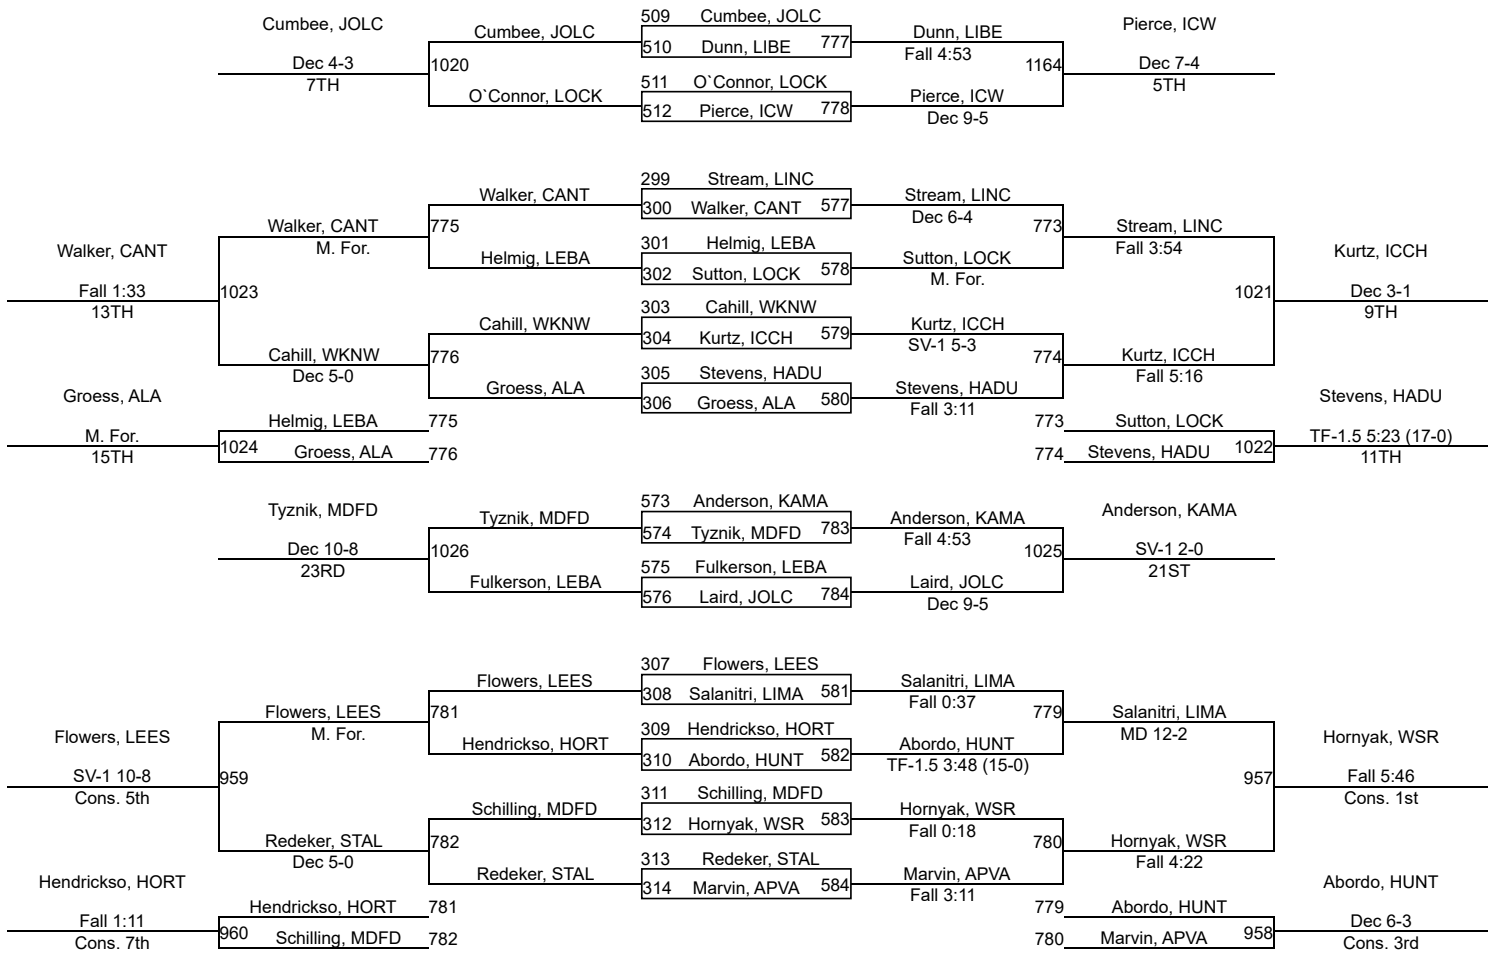 Cumbee, JOLC
Dec 4-3
7TH
Cumbee, JOLC
1020
O`Connor, LOCK
509 Cumbee, JOLC
510 Dunn, LIBE 777
511 O`Connor, LOCK
512 Pierce, ICW 778
Dunn, LIBE
Fall 4:53
1164
Pierce, ICW
Dec 9-5
Pierce, ICW
Dec 7-4
5TH
Walker, CANT
Fall 1:33
13TH
Walker, CANT
M. For.
1023
Cahill, WKNW
Dec 5-0
Walker, CANT
775
Helmig, LEBA
Cahill, WKNW
776
Groess, ALA
299 Stream, LINC
300 Walker, CANT 577
301 Helmig, LEBA
302 Sutton, LOCK 578
303 Cahill, WKNW
304 Kurtz, ICCH 579
305 Stevens, HADU
306 Groess, ALA 580
Stream, LINC
Dec 6-4
773
Sutton, LOCK
M. For.
Kurtz, ICCH
SV-1 5-3
774
Stevens, HADU
Fall 3:11
Stream, LINC
Fall 3:54
1021
Kurtz, ICCH
Fall 5:16
Kurtz, ICCH
Dec 3-1
9TH
Groess, ALA
M. For.
15TH
Helmig, LEBA 775
1024
Groess, ALA 776
773 Sutton, LOCK
774 Stevens, HADU 1022
Stevens, HADU
TF-1.5 5:23 (17-0)
11TH
Tyznik, MDFD
Dec 10-8
23RD
Tyznik, MDFD
1026
Fulkerson, LEBA
573 Anderson, KAMA
574 Tyznik, MDFD 783
575 Fulkerson, LEBA
576 Laird, JOLC 784
Anderson, KAMA
Fall 4:53
1025
Laird, JOLC
Dec 9-5
Anderson, KAMA
SV-1 2-0
21ST
Flowers, LEES
SV-1 10-8
Cons. 5th
Flowers, LEES
M. For.
959
Redeker, STAL
Dec 5-0
Flowers, LEES
781
Hendrickso, HORT
Schilling, MDFD
782
Redeker, STAL
307 Flowers, LEES
308 Salanitri, LIMA 581
309 Hendrickso, HORT
310 Abordo, HUNT 582
311 Schilling, MDFD
312 Hornyak, WSR 583
313 Redeker, STAL
314 Marvin, APVA 584
Salanitri, LIMA
Fall 0:37
779
Abordo, HUNT
TF-1.5 3:48 (15-0)
Hornyak, WSR
Fall 0:18
780
Marvin, APVA
Fall 3:11
Salanitri, LIMA
MD 12-2
957
Hornyak, WSR
Fall 4:22
Hornyak, WSR
Fall 5:46
Cons. 1st
Hendrickso, HORT
Fall 1:11
Cons. 7th
Hendrickso, HORT 781
960
Schilling, MDFD 782
779 Abordo, HUNT
780 Marvin, APVA 958
Abordo, HUNT
Dec 6-3
Cons. 3rd